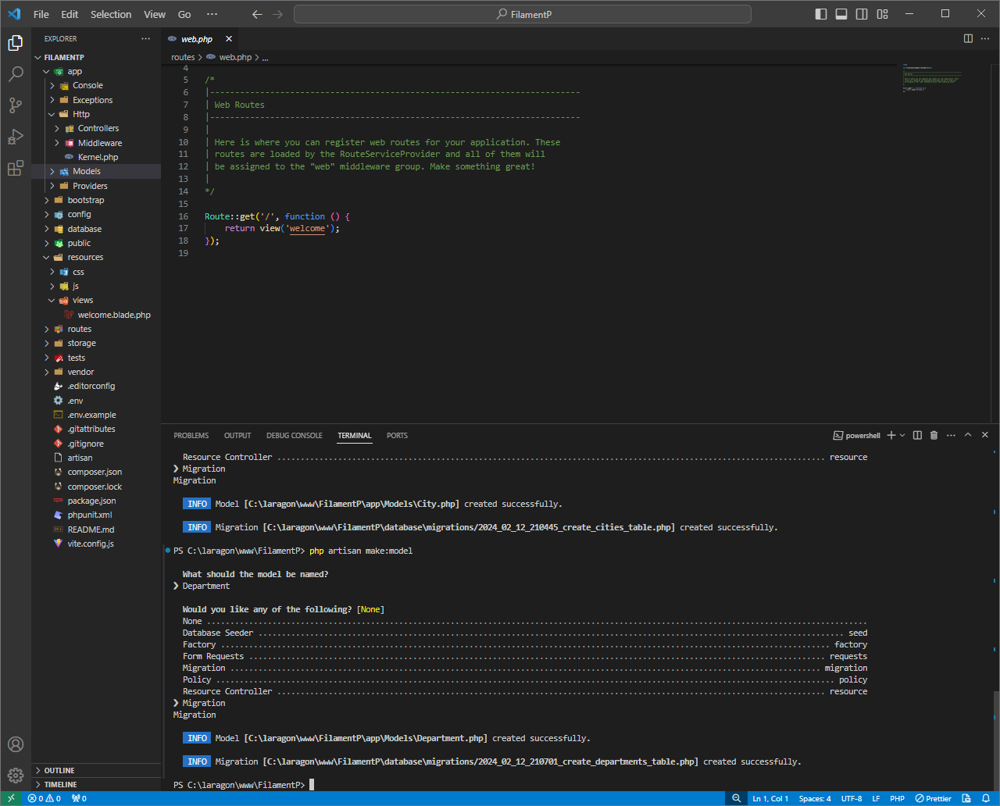 File Edit Selection View Go ... FilamentP
EXPLORER ...
FILAMENTP
app
Console
Exceptions
Http
Controllers
Middleware
Kernel.php
Models
Providers
bootstrap
config
database
public
resources
css
js
views
welcome.blade.php
routes
storage
tests
vendor
.editorconfig
.env
.env.example
.gitattributes
.gitignore
artisan
composer.json
composer.lock
package.json
phpunit.xml
README.md
vite.config.js
OUTLINE
TIMELINE
web.php
routes > web.php > ...
4
5 /*
6 |--------------------------------------------------------------------------
7 | Web Routes
8 |--------------------------------------------------------------------------
9 |
10 | Here is where you can register web routes for your application. These
11 | routes are loaded by the RouteServiceProvider and all of them will
12 | be assigned to the "web" middleware group. Make something great!
13 |
14 */
15
16 Route::get('/', function () {
17 return view('welcome');
18 });
19
PROBLEMS OUTPUT DEBUG CONSOLE TERMINAL PORTS powershell
Resource Controller ........ resource
❯ Migration
Migration
INFO Model [C:\laragon\www\FilamentP\app\Models\City.php] created successfully.
INFO Migration [C:\laragon\www\FilamentP\database\migrations/2024_02_12_210445_create_cities_table.php] created successfully.
PS C:\laragon\www\FilamentP> php artisan make:model
What should the model be named?
❯ Department
Would you like any of the following? [None]
None ........
Database Seeder ........ seed
Factory ........ factory
Form Requests ........ requests
Migration ........ migration
Policy ........ policy
Resource Controller ........ resource
❯ Migration
Migration
INFO Model [C:\laragon\www\FilamentP\app\Models\Department.php] created successfully.
INFO Migration [C:\laragon\www\FilamentP\database\migrations/2024_02_12_210701_create_departments_table.php] created successfully.
PS C:\laragon\www\FilamentP>
0 0 0 Ln 1, Col 1 Spaces: 4 UTF-8 LF PHP Prettier